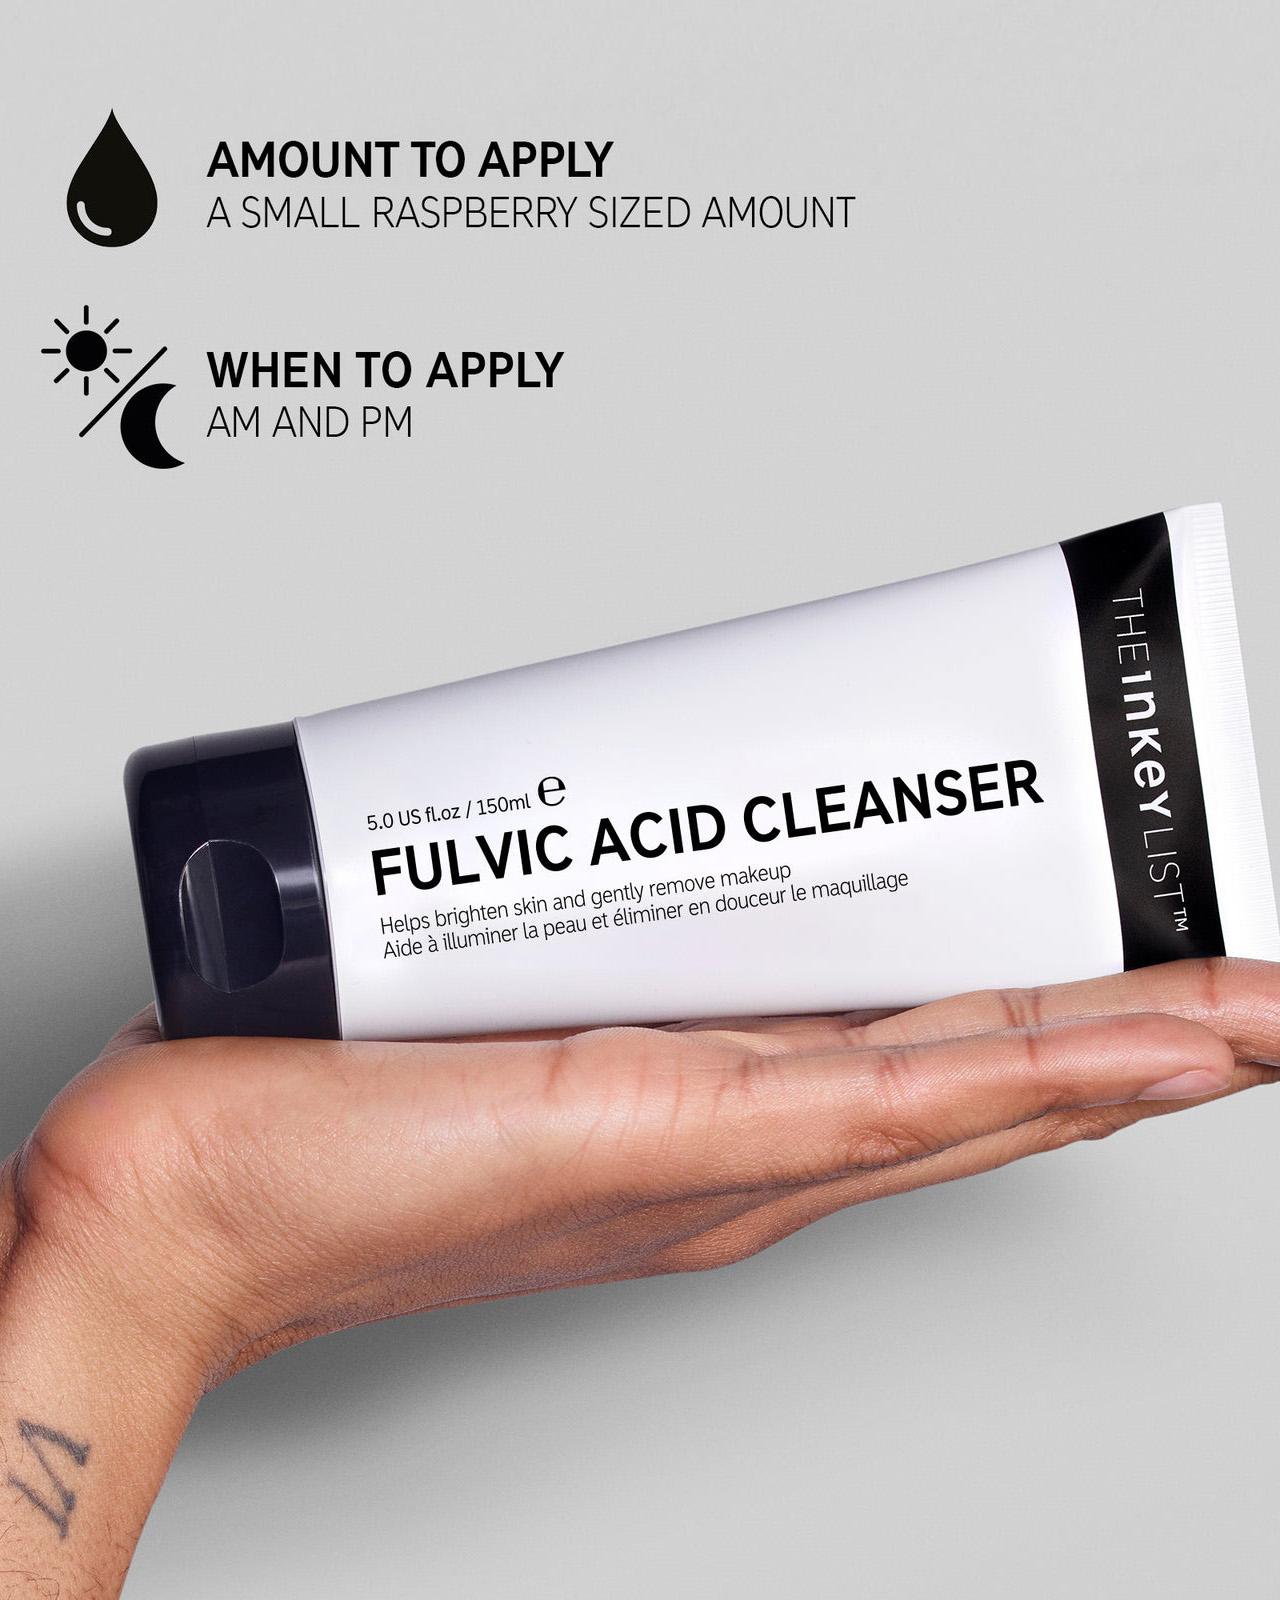 AMOUNT TO APPLY
A SMALL RASPBERRY SIZED AMOUNT
WHEN TO APPLY
AM AND PM
5.0 US fl.oz / 150ml ℮
FULVIC ACID CLEANSER
Helps brighten skin and gently remove makeup
Aide à illuminer la peau et éliminer en douceur le maquillage
THE INKEY LIST™